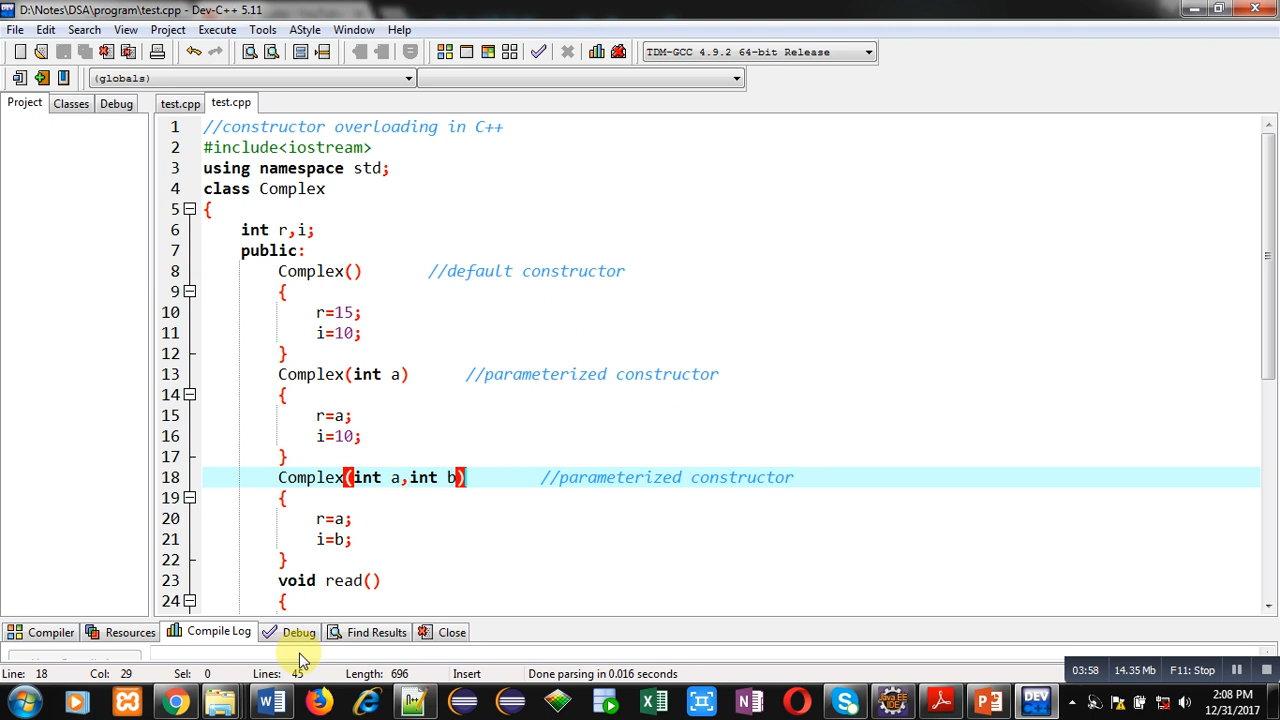 D:\Notes\DSA\program\test.cpp - Dev-C++ 5.11
File Edit Search View Project Execute Tools AStyle Window Help
TDM-GCC 4.9.2 64-bit Release
(globals)
Project Classes Debug test.cpp test.cpp
1 //constructor overloading in C++
2 #include<iostream>
3 using namespace std;
4 class Complex
5 {
6 int r,i;
7 public:
8 Complex() //default constructor
9 {
10 r=15;
11 i=10;
12 }
13 Complex(int a) //parameterized constructor
14 {
15 r=a;
16 i=10;
17 }
18 Complex(int a,int b) //parameterized constructor
19 {
20 r=a;
21 i=b;
22 }
23 void read()
24 {
Compiler Resources Compile Log Debug Find Results Close
Line: 18 Col: 29 Sel: 0 Lines: 45 Length: 696 Insert Done parsing in 0.016 seconds
03:58 14.35 Mb F11: Stop
2:08 PM
12/31/2017